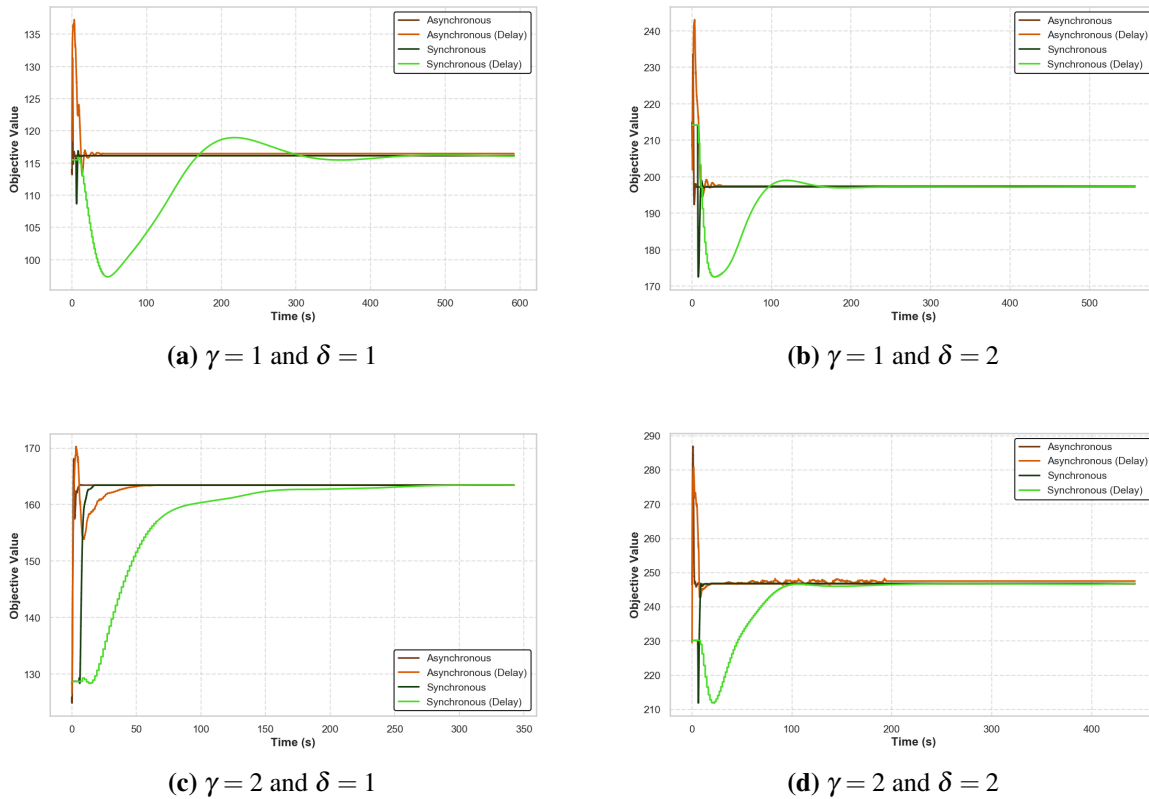 135
130
125
120
115
110
105
100
Objective Value
0
100
200
300
400
500
600
Time (s)
Asynchronous
Asynchronous (Delay)
Synchronous
Synchronous (Delay)
(a) γ = 1 and δ = 1
240
230
220
210
200
190
180
170
Objective Value
0
100
200
300
400
500
Time (s)
Asynchronous
Asynchronous (Delay)
Synchronous
Synchronous (Delay)
(b) γ = 1 and δ = 2
170
160
150
140
130
Objective Value
0
50
100
150
200
250
300
350
Time (s)
Asynchronous
Asynchronous (Delay)
Synchronous
Synchronous (Delay)
(c) γ = 2 and δ = 1
290
280
270
260
250
240
230
220
210
Objective Value
0
100
200
300
400
Time (s)
Asynchronous
Asynchronous (Delay)
Synchronous
Synchronous (Delay)
(d) γ = 2 and δ = 2